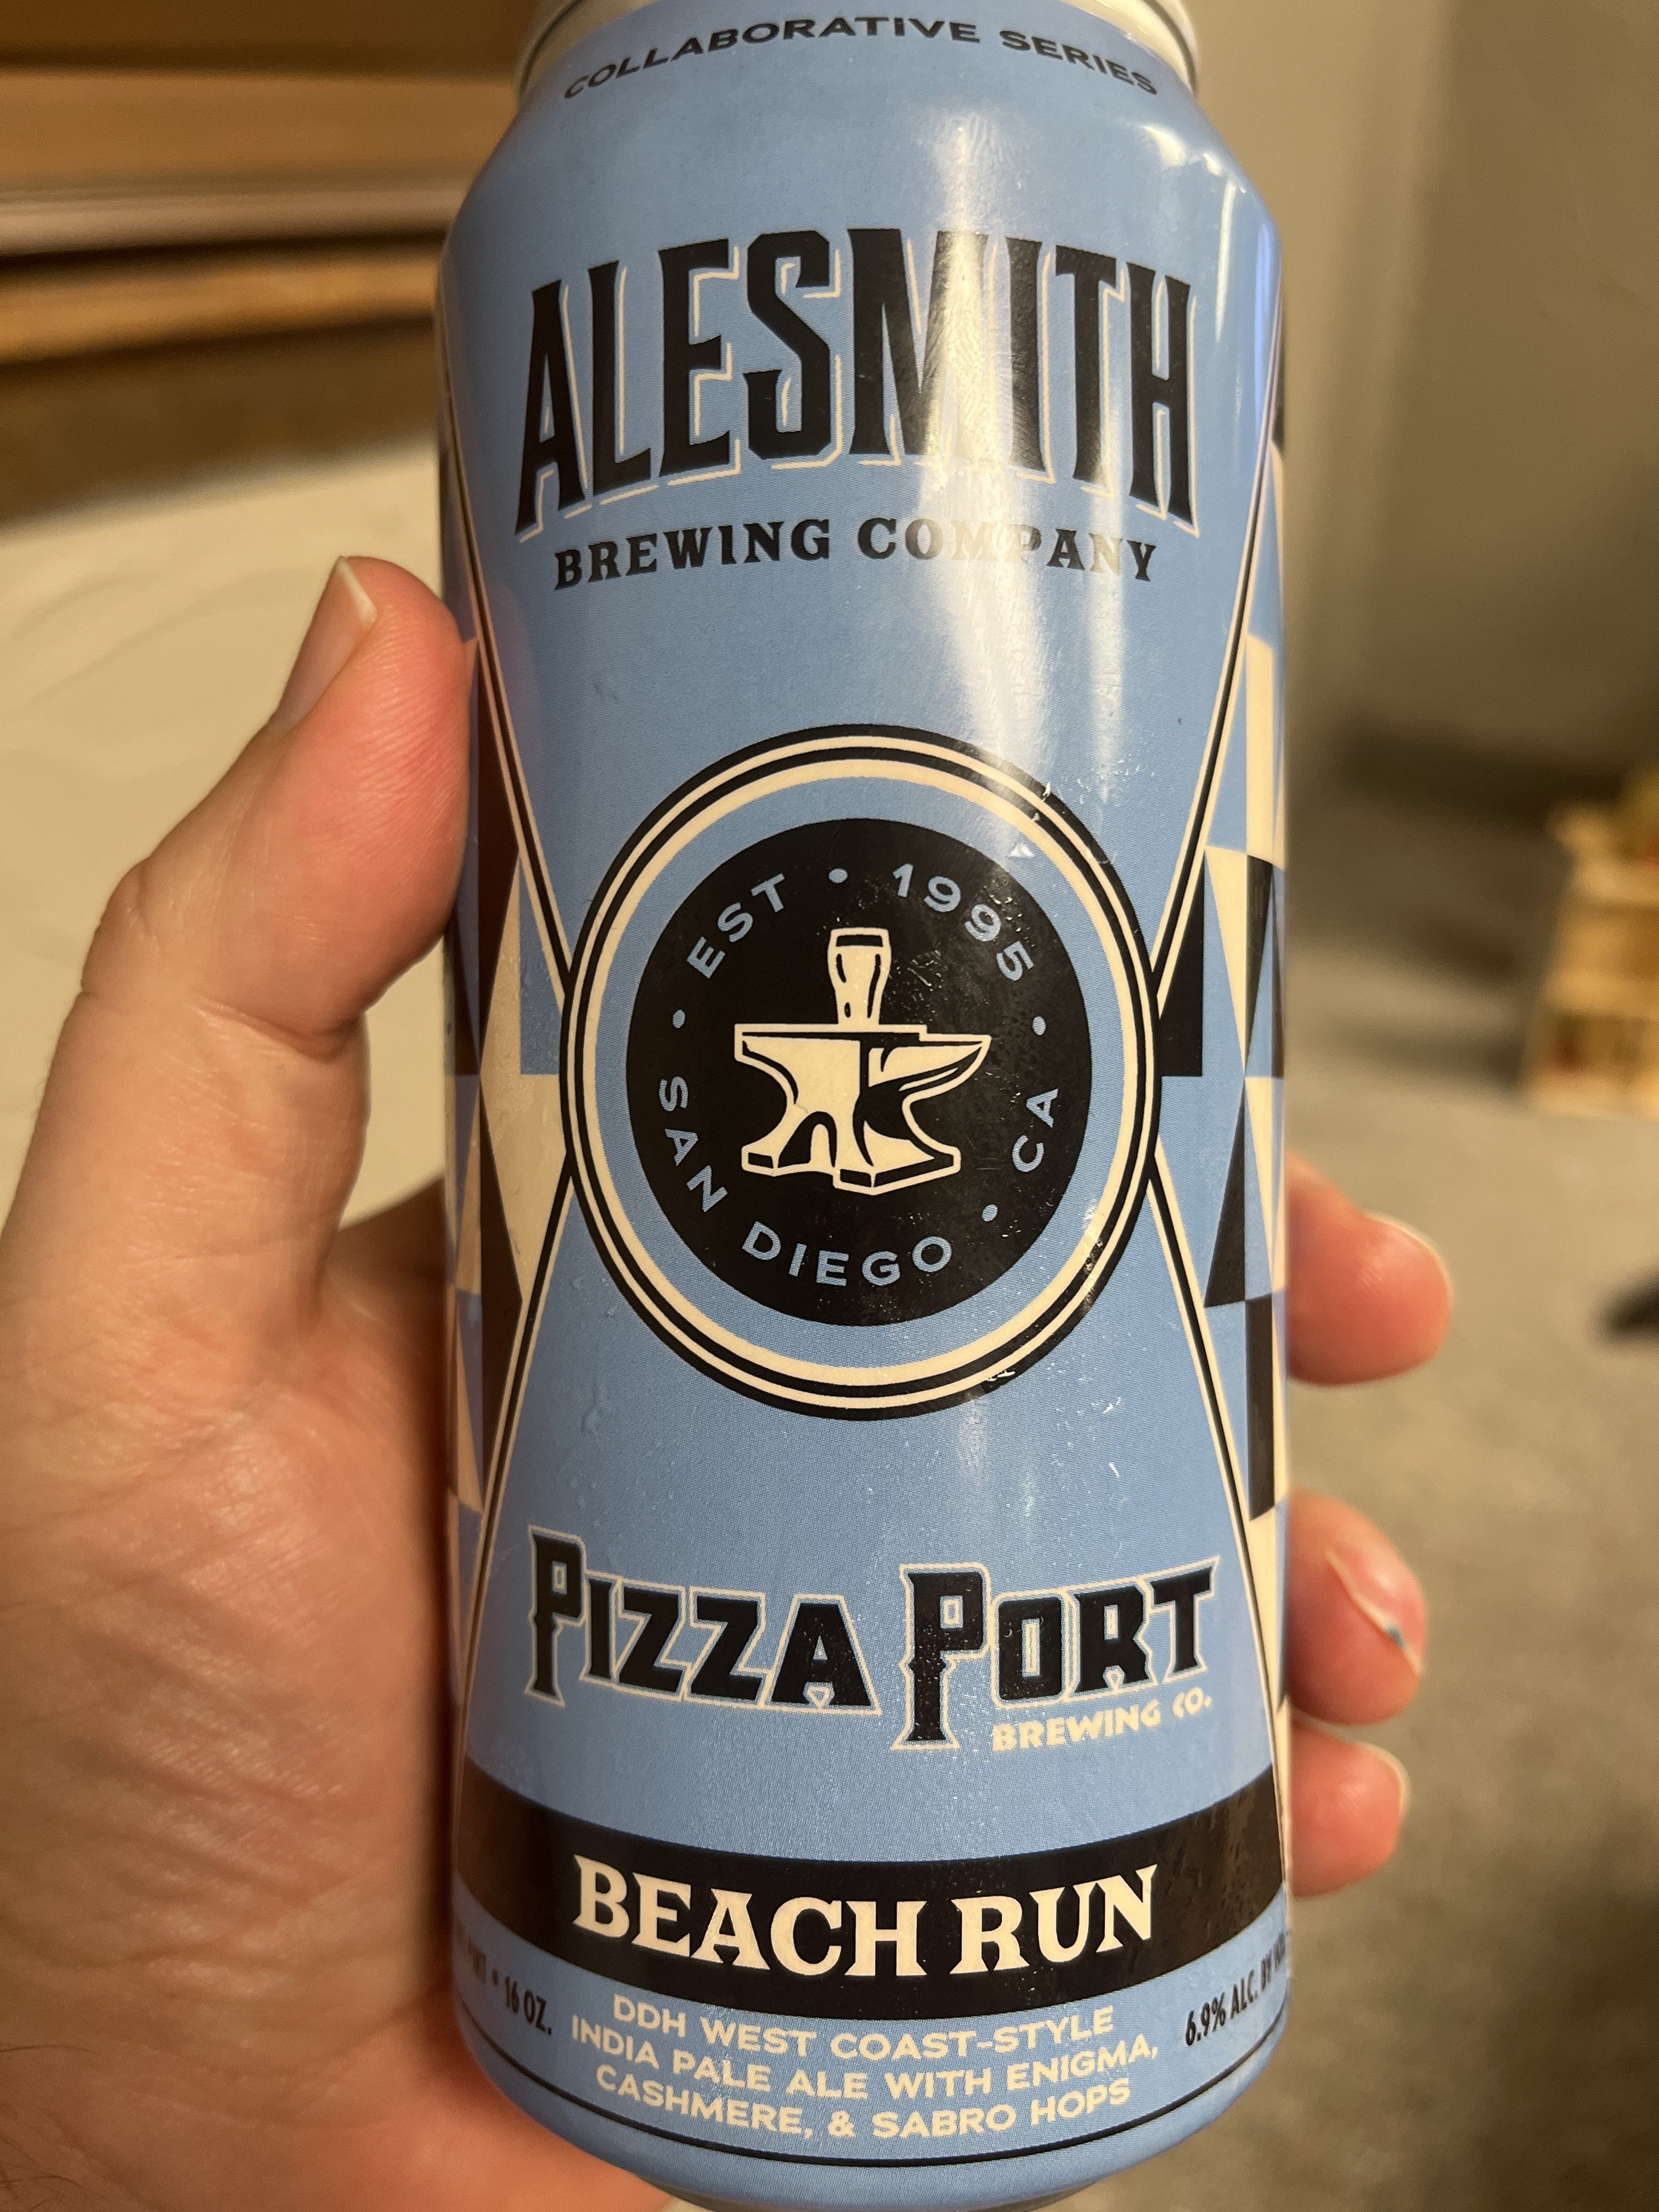 COLLABORATIVE SERIES
ALESMITH
BREWING COMPANY
EST • 1995
• SAN DIEGO • CA •
PIZZA PORT
BREWING CO.
BEACH RUN
• 16 OZ.
DDH WEST COAST-STYLE
INDIA PALE ALE WITH ENIGMA,
CASHMERE, & SABRO HOPS
6.9% ALC. BY